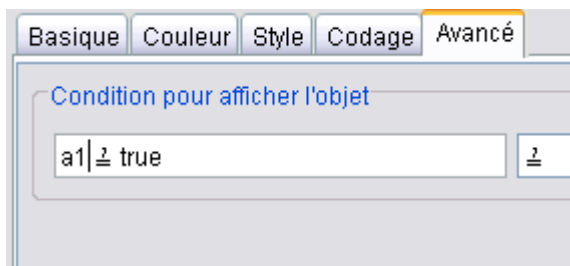 Basique Couleur Style Codage Avancé
Condition pour afficher l'objet
a1 ≟ true ≟